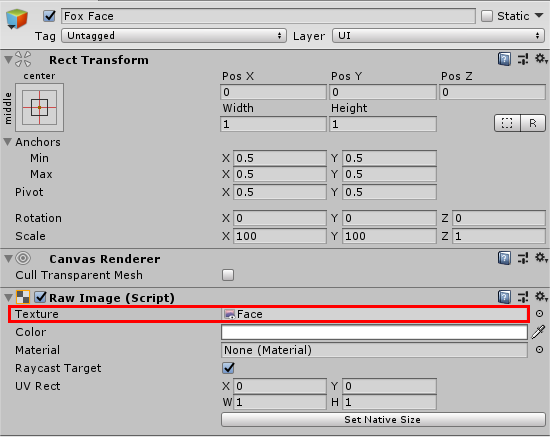 Fox Face Static
Tag Untagged Layer UI
Rect Transform
center
middle
Pos X Pos Y Pos Z
0 0 0
Width Height
1 1
R
Anchors
Min X 0.5 Y 0.5
Max X 0.5 Y 0.5
Pivot X 0.5 Y 0.5
Rotation X 0 Y 0 Z 0
Scale X 100 Y 100 Z 1
Canvas Renderer
Cull Transparent Mesh
Raw Image (Script)
Texture Face
Color
Material None (Material)
Raycast Target
UV Rect X 0 Y 0
W 1 H 1
Set Native Size